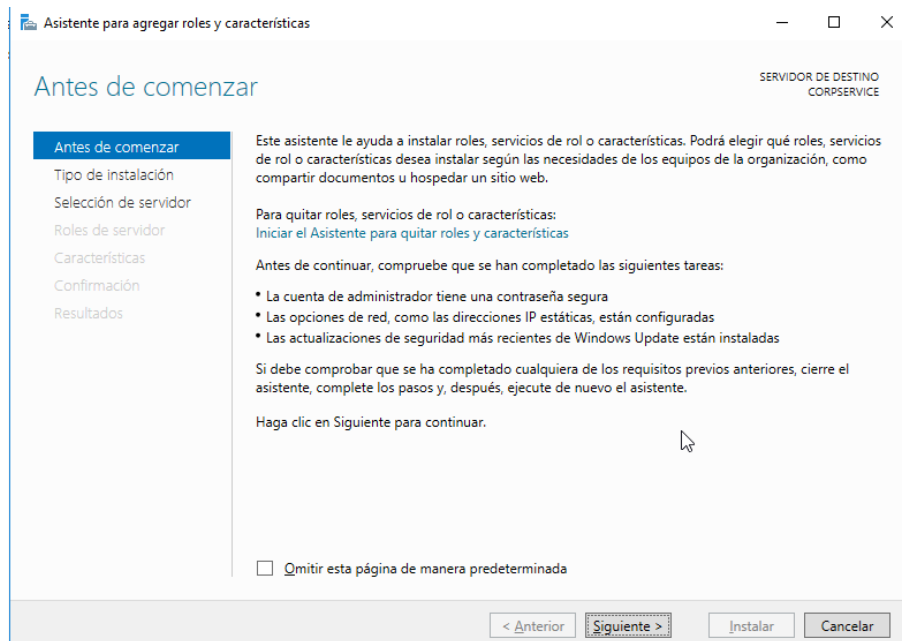 Asistente para agregar roles y características
Antes de comenzar
SERVIDOR DE DESTINO
CORPSERVICE
Antes de comenzar
Tipo de instalación
Selección de servidor
Roles de servidor
Características
Confirmación
Resultados
Este asistente le ayuda a instalar roles, servicios de rol o características. Podrá elegir qué roles, servicios
de rol o características desea instalar según las necesidades de los equipos de la organización, como
compartir documentos u hospedar un sitio web.
Para quitar roles, servicios de rol o características:
Iniciar el Asistente para quitar roles y características
Antes de continuar, compruebe que se han completado las siguientes tareas:
• La cuenta de administrador tiene una contraseña segura
• Las opciones de red, como las direcciones IP estáticas, están configuradas
• Las actualizaciones de seguridad más recientes de Windows Update están instaladas
Si debe comprobar que se ha completado cualquiera de los requisitos previos anteriores, cierre el
asistente, complete los pasos y, después, ejecute de nuevo el asistente.
Haga clic en Siguiente para continuar.
Omitir esta página de manera predeterminada
< Anterior
Siguiente >
Instalar
Cancelar